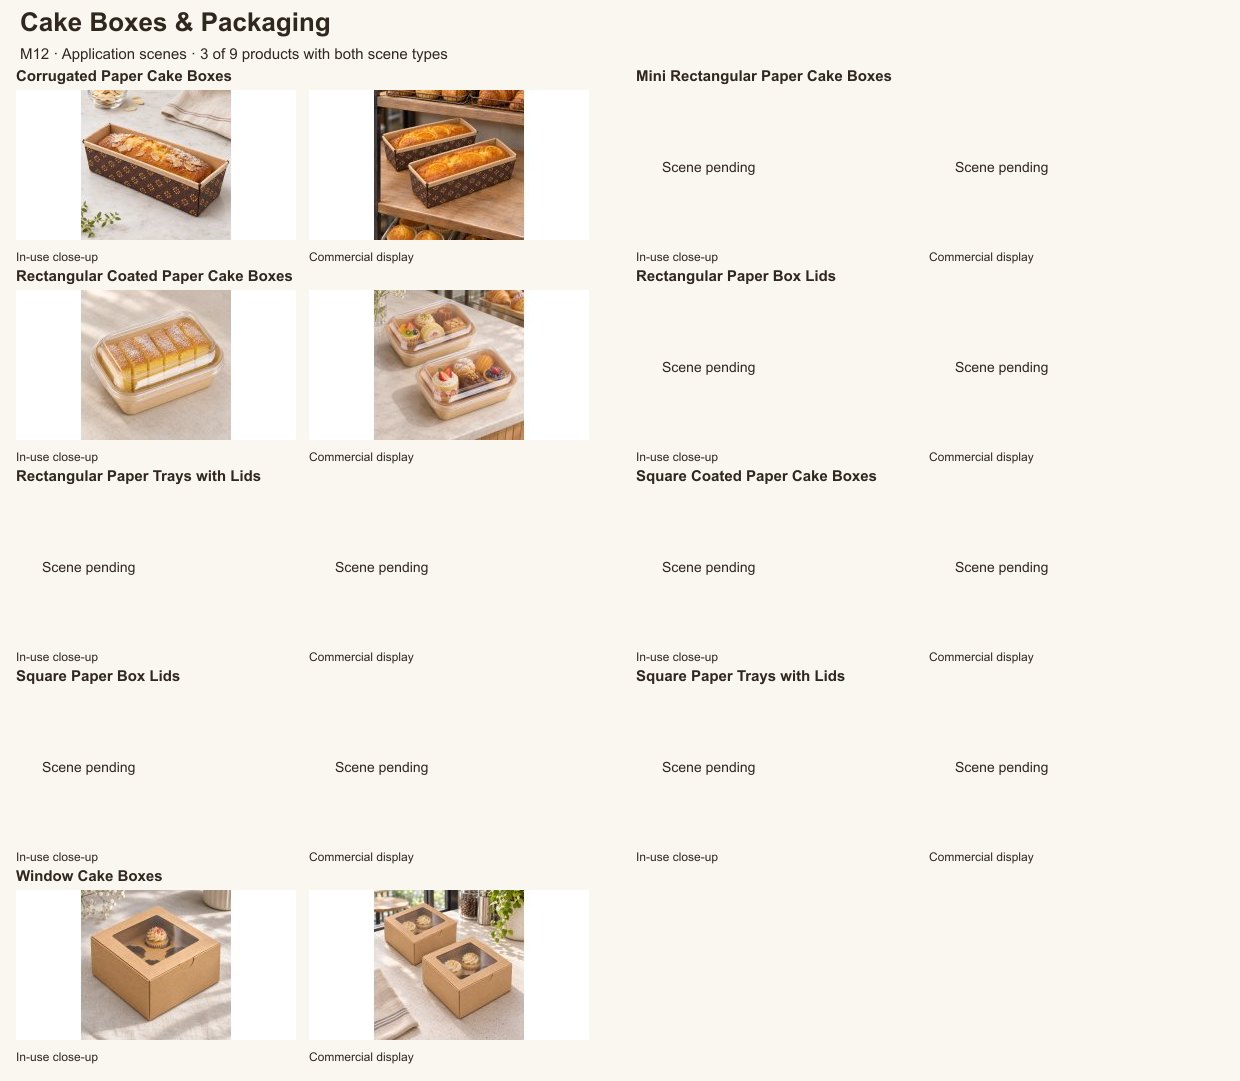 Cake Boxes & Packaging
M12 · Application scenes · 3 of 9 products with both scene types
Corrugated Paper Cake Boxes
In-use close-up
Commercial display
Mini Rectangular Paper Cake Boxes
Scene pending
Scene pending
In-use close-up
Commercial display
Rectangular Coated Paper Cake Boxes
In-use close-up
Commercial display
Rectangular Paper Box Lids
Scene pending
Scene pending
In-use close-up
Commercial display
Rectangular Paper Trays with Lids
Scene pending
Scene pending
In-use close-up
Commercial display
Square Coated Paper Cake Boxes
Scene pending
Scene pending
In-use close-up
Commercial display
Square Paper Box Lids
Scene pending
Scene pending
In-use close-up
Commercial display
Square Paper Trays with Lids
Scene pending
Scene pending
In-use close-up
Commercial display
Window Cake Boxes
In-use close-up
Commercial display